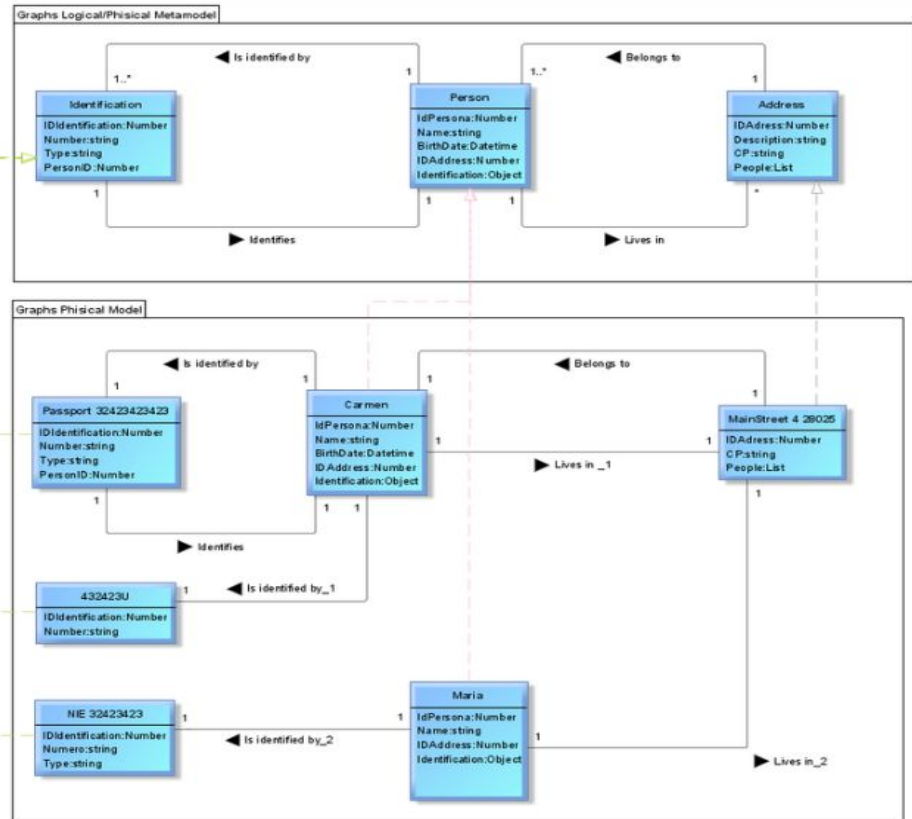 Graphs Logical/Phisical Metamodel
Is identified by
Belongs to
1..*
1
1..*
1
Identification
IDIdentification:Number
Number:string
Type:string
PersonID:Number
Person
IdPersona:Number
Name:string
BirthDate:Datetime
IDAddress:Number
Identification:Object
Address
IDAdress:Number
Description:string
CP:string
People:List
1
1
1
*
Identifies
Lives in
Graphs Phisical Model
Is identified by
Belongs to
1
1
1
1
Passport 32423423423
IDIdentification:Number
Number:string
Type:string
PersonID:Number
Carmen
IdPersona:Number
Name:string
BirthDate:Datetime
IDAddress:Number
Identification:Object
MainStreet 4 28025
IDAdress:Number
CP:string
People:List
1
1
Lives in _1
1
1
1
1
Identifies
432423U
IDIdentification:Number
Number:string
1
Is identified by_1
NIE 32423423
IDIdentification:Number
Numero:string
Type:string
1
1
Is identified by_2
Maria
IdPersona:Number
Name:string
IDAddress:Number
Identification:Object
1
Lives in_2